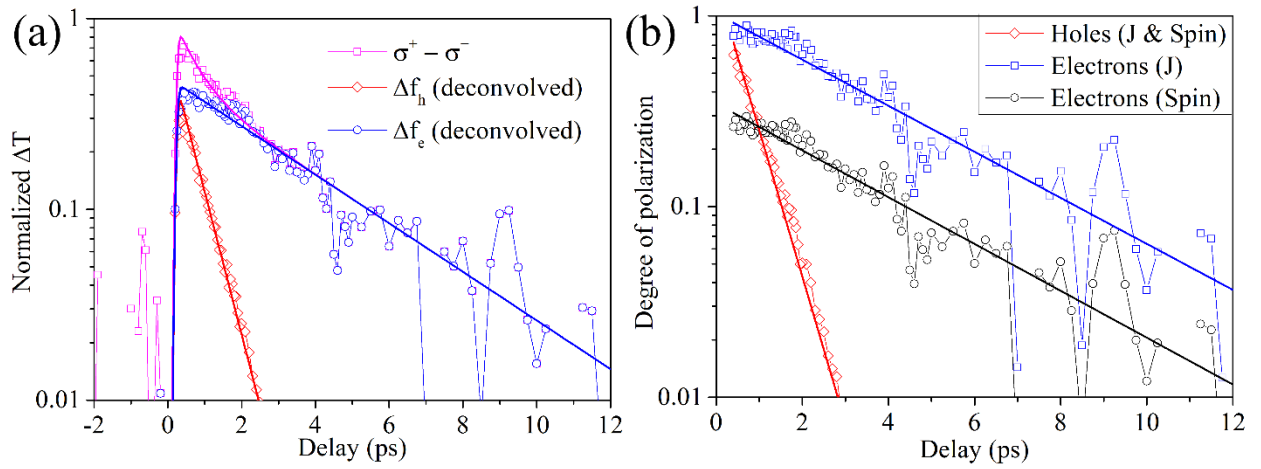 (a)
1
0.1
0.01
Normalized ΔT
σ⁺ − σ⁻
Δfₕ (deconvolved)
Δfₑ (deconvolved)
-2 0 2 4 6 8 10 12
Delay (ps)
(b)
1
0.1
0.01
Degree of polarization
Holes (J & Spin)
Electrons (J)
Electrons (Spin)
0 2 4 6 8 10 12
Delay (ps)